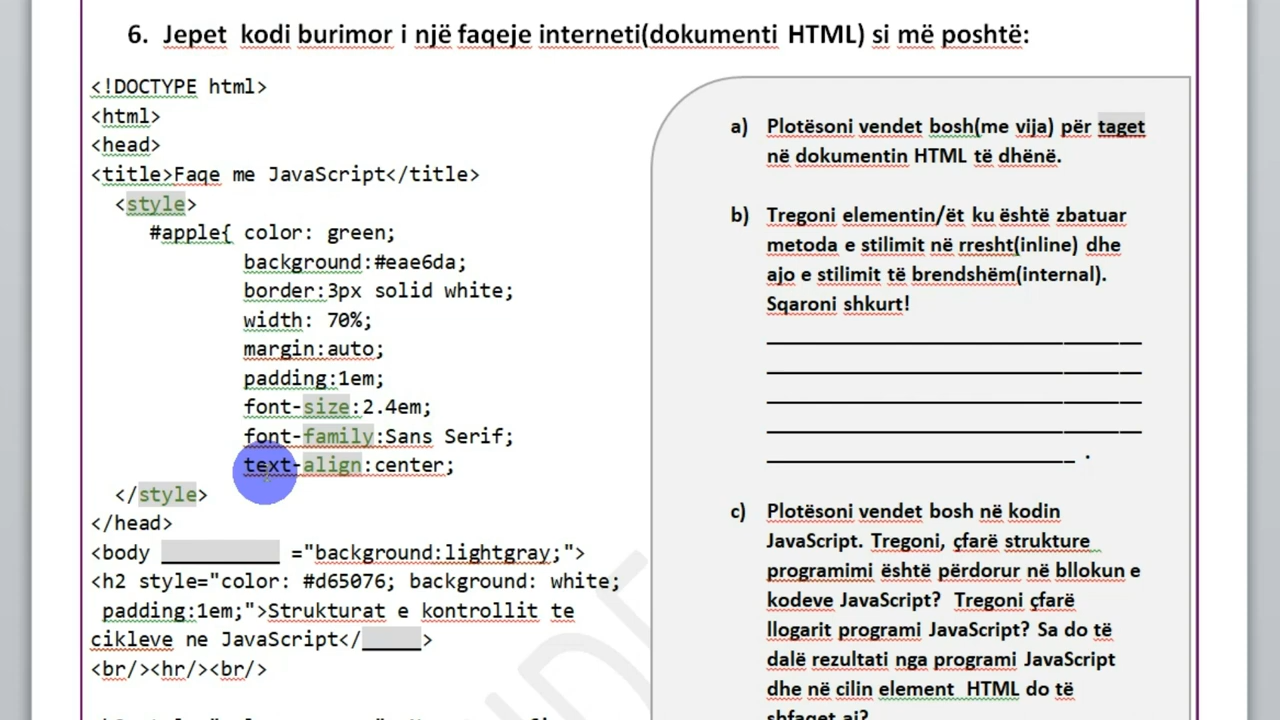 6. Jepet kodi burimor i një faqeje interneti(dokumenti HTML) si më poshtë:
<!DOCTYPE html>
<html>
<head>
<title>Faqe me JavaScript</title>
<style>
#apple{ color: green;
background:#eae6da;
border:3px solid white;
width: 70%;
margin:auto;
padding:1em;
font-size:2.4em;
font-family:Sans Serif;
text-align:center;
</style>
</head>
<body __________ ="background:lightgray;">
<h2 style="color: #d65076; background: white;
padding:1em;">Strukturat e kontrollit te
cikleve ne JavaScript</_____>
<br/><hr/><br/>
a) Plotësoni vendet bosh(me vija) për taget
në dokumentin HTML të dhënë.
b) Tregoni elementin/ët ku është zbatuar
metoda e stilimit në rresht(inline) dhe
ajo e stilimit të brendshëm(internal).
Sqaroni shkurt!
c) Plotësoni vendet bosh në kodin
JavaScript. Tregoni, çfarë strukture
programimi është përdorur në bllokun e
kodeve JavaScript? Tregoni çfarë
llogarit programi JavaScript? Sa do të
dalë rezultati nga programi JavaScript
dhe në cilin element HTML do të
shfaqet ai?